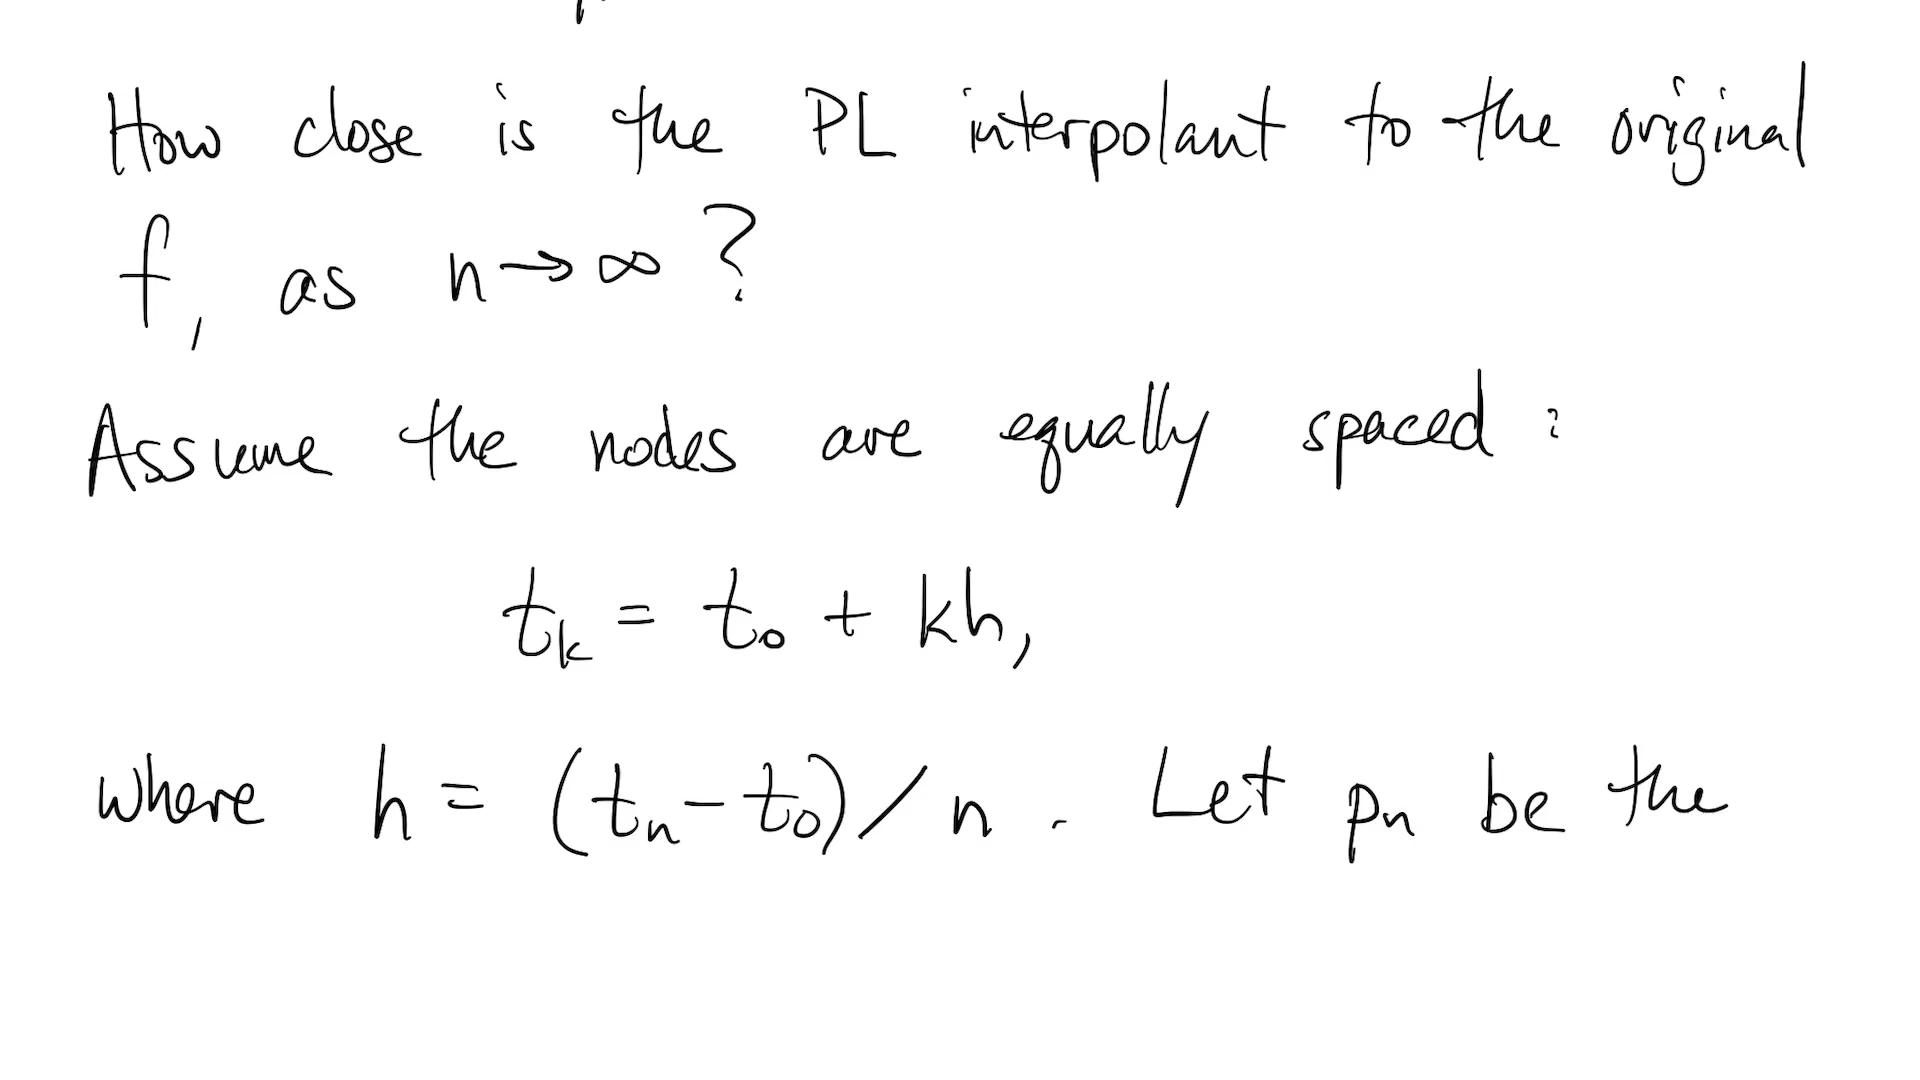 How close is the PL interpolant to the original
f, as n→∞?
Assume the nodes are equally spaced:
t_k = t_0 + kh,
where h = (t_n - t_0)/n. Let p_n be the